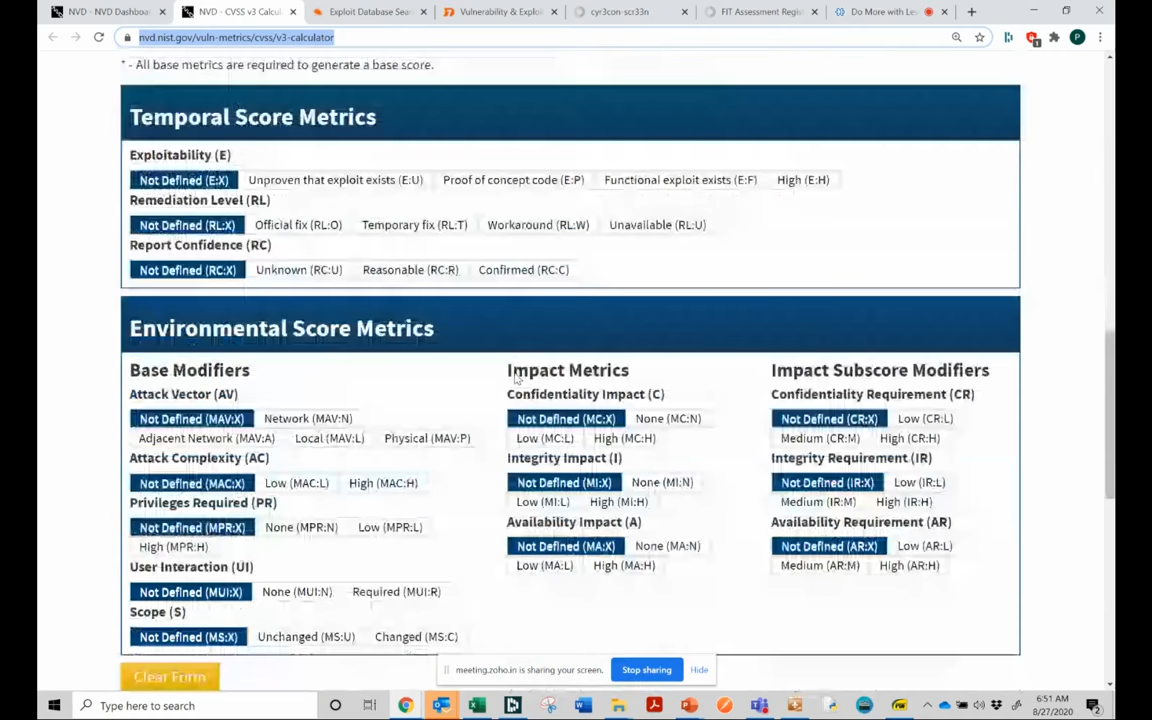 NVD - NVD Dashboa
NVD - CVSS v3 Calcul
Exploit Database Sear
Vulnerability & Exploi
cyr3con-scr33n
FIT Assessment Regis
Do More with Les
nvd.nist.gov/vuln-metrics/cvss/v3-calculator
P
* - All base metrics are required to generate a base score.
Temporal Score Metrics
Exploitability (E)
Not Defined (E:X) Unproven that exploit exists (E:U) Proof of concept code (E:P) Functional exploit exists (E:F) High (E:H)
Remediation Level (RL)
Not Defined (RL:X) Official fix (RL:O) Temporary fix (RL:T) Workaround (RL:W) Unavailable (RL:U)
Report Confidence (RC)
Not Defined (RC:X) Unknown (RC:U) Reasonable (RC:R) Confirmed (RC:C)
Environmental Score Metrics
Base Modifiers
Attack Vector (AV)
Not Defined (MAV:X) Network (MAV:N)
Adjacent Network (MAV:A) Local (MAV:L) Physical (MAV:P)
Attack Complexity (AC)
Not Defined (MAC:X) Low (MAC:L) High (MAC:H)
Privileges Required (PR)
Not Defined (MPR:X) None (MPR:N) Low (MPR:L)
High (MPR:H)
User Interaction (UI)
Not Defined (MUI:X) None (MUI:N) Required (MUI:R)
Scope (S)
Not Defined (MS:X) Unchanged (MS:U) Changed (MS:C)
Impact Metrics
Confidentiality Impact (C)
Not Defined (MC:X) None (MC:N)
Low (MC:L) High (MC:H)
Integrity Impact (I)
Not Defined (MI:X) None (MI:N)
Low (MI:L) High (MI:H)
Availability Impact (A)
Not Defined (MA:X) None (MA:N)
Low (MA:L) High (MA:H)
Impact Subscore Modifiers
Confidentiality Requirement (CR)
Not Defined (CR:X) Low (CR:L)
Medium (CR:M) High (CR:H)
Integrity Requirement (IR)
Not Defined (IR:X) Low (IR:L)
Medium (IR:M) High (IR:H)
Availability Requirement (AR)
Not Defined (AR:X) Low (AR:L)
Medium (AR:M) High (AR:H)
Clear Form
meeting.zoho.in is sharing your screen. Stop sharing Hide
Type here to search
6:51 AM
8/27/2020